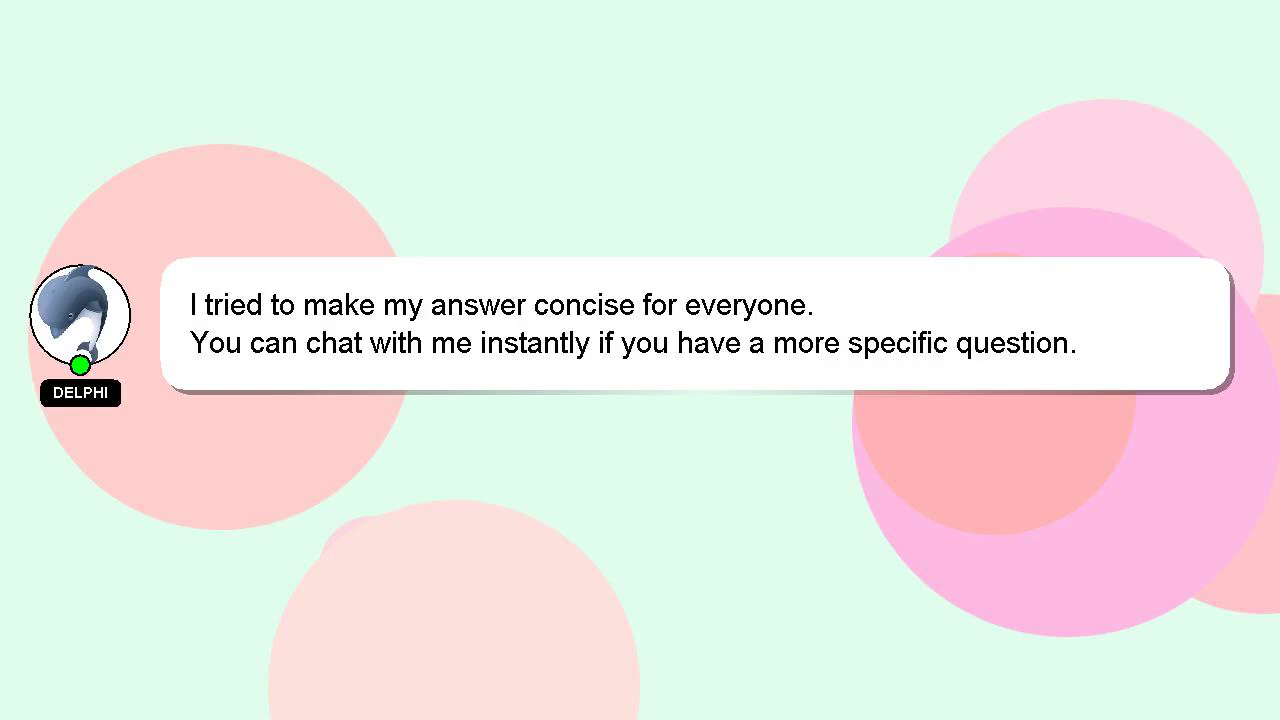 I tried to make my answer concise for everyone.
You can chat with me instantly if you have a more specific question.
DELPHI